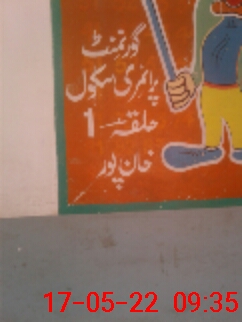 گورنمنٹ
پرائمری سکول
حلقہ 1
خان پور
17-05-22 09:35